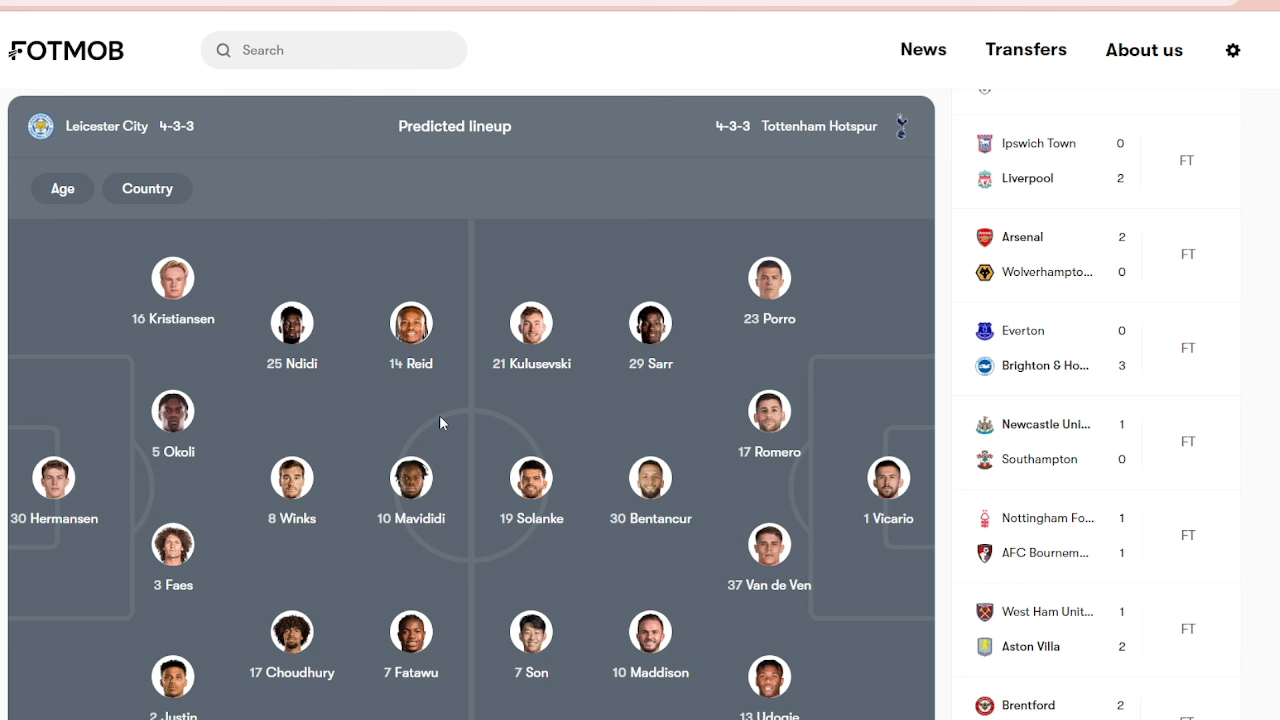 FOTMOB
Search
News
Transfers
About us
Leicester City 4-3-3
Predicted lineup
4-3-3 Tottenham Hotspur
Age
Country
16 Kristiansen
25 Ndidi
14 Reid
21 Kulusevski
29 Sarr
23 Porro
5 Okoli
17 Romero
30 Hermansen
8 Winks
10 Mavididi
19 Solanke
30 Bentancur
1 Vicario
3 Faes
37 Van de Ven
17 Choudhury
7 Fatawu
7 Son
10 Maddison
2 Justin
13 Udogie
Ipswich Town 0
FT
Liverpool 2
Arsenal 2
FT
Wolverhampto... 0
Everton 0
FT
Brighton & Ho... 3
Newcastle Uni... 1
FT
Southampton 0
Nottingham Fo... 1
FT
AFC Bournem... 1
West Ham Unit... 1
FT
Aston Villa 2
Brentford 2
FT